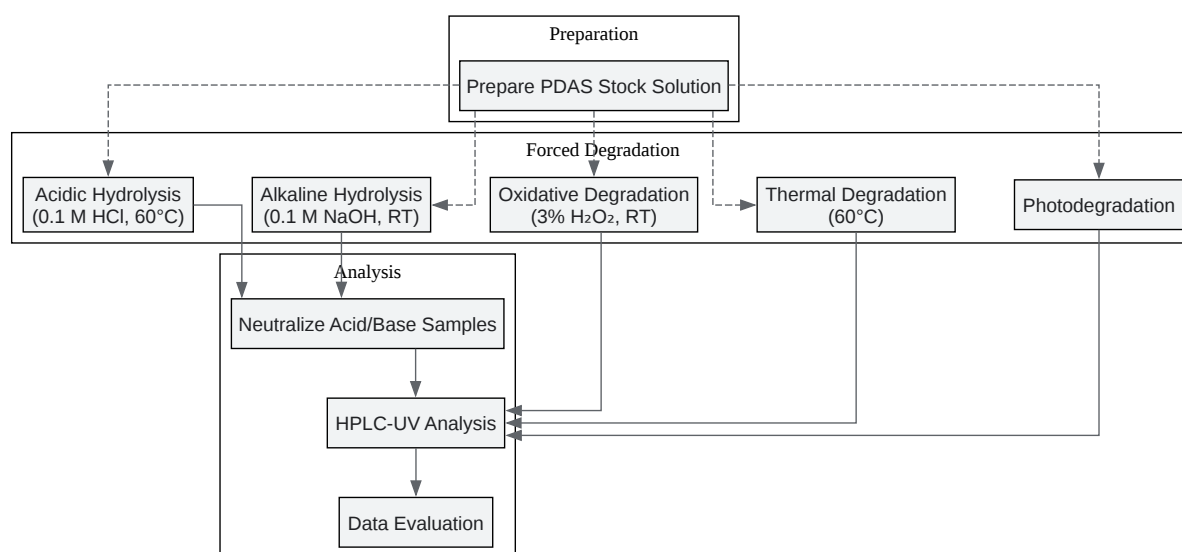 Preparation
Prepare PDAS Stock Solution
Forced Degradation
Acidic Hydrolysis
(0.1 M HCl, 60°C)
Alkaline Hydrolysis
(0.1 M NaOH, RT)
Oxidative Degradation
(3% H₂O₂, RT)
Thermal Degradation
(60°C)
Photodegradation
Analysis
Neutralize Acid/Base Samples
HPLC-UV Analysis
Data Evaluation